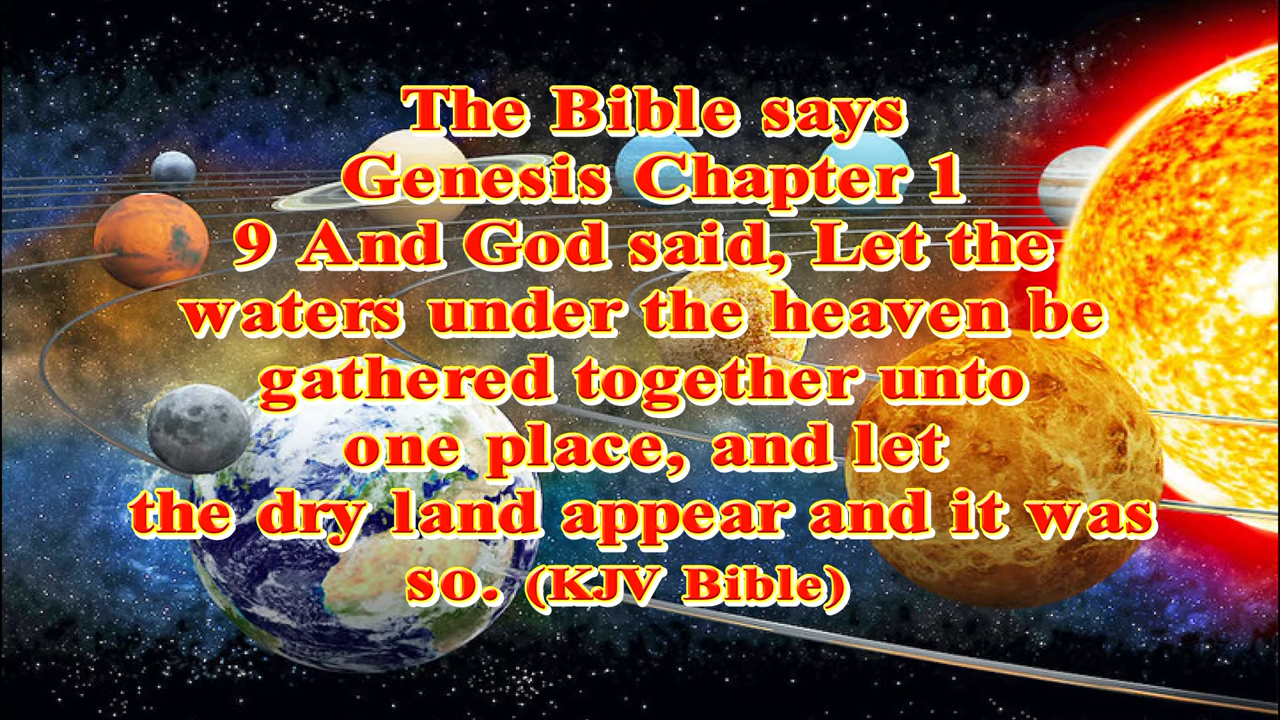 The Bible says
Genesis Chapter 1
9 And God said, Let the
waters under the heaven be
gathered together unto
one place, and let
the dry land appear and it was
so. (KJV Bible)